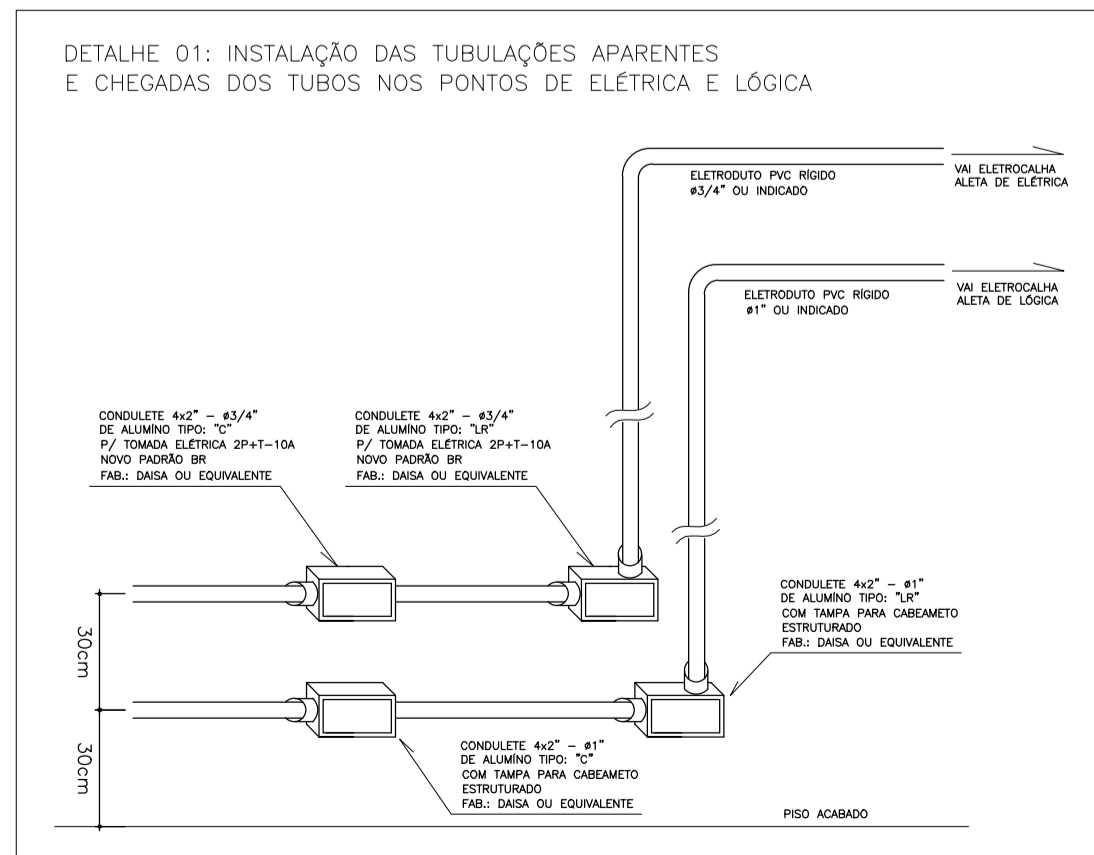 DETALHE 01: INSTALAÇÃO DAS TUBULAÇÕES APARENTES
E CHEGADAS DOS TUBOS NOS PONTOS DE ELÉTRICA E LÓGICA
ELETRODUTO PVC RÍGIDO
ø3/4" OU INDICADO
VAI ELETROCALHA
ALETA DE ELÉTRICA
ELETRODUTO PVC RÍGIDO
ø1" OU INDICADO
VAI ELETROCALHA
ALETA DE LÓGICA
CONDULETE 4x2" - ø3/4"
DE ALUMÍNO TIPO: "C"
P/ TOMADA ELÉTRICA 2P+T-10A
NOVO PADRÃO BR
FAB.: DAISA OU EQUIVALENTE
CONDULETE 4x2" - ø3/4"
DE ALUMÍNO TIPO: "LR"
P/ TOMADA ELÉTRICA 2P+T-10A
NOVO PADRÃO BR
FAB.: DAISA OU EQUIVALENTE
CONDULETE 4x2" - ø1"
DE ALUMÍNO TIPO: "LR"
COM TAMPA PARA CABEAMETO
ESTRUTURADO
FAB.: DAISA OU EQUIVALENTE
30cm
30cm
CONDULETE 4x2" - ø1"
DE ALUMÍNO TIPO: "C"
COM TAMPA PARA CABEAMETO
ESTRUTURADO
FAB.: DAISA OU EQUIVALENTE
PISO ACABADO